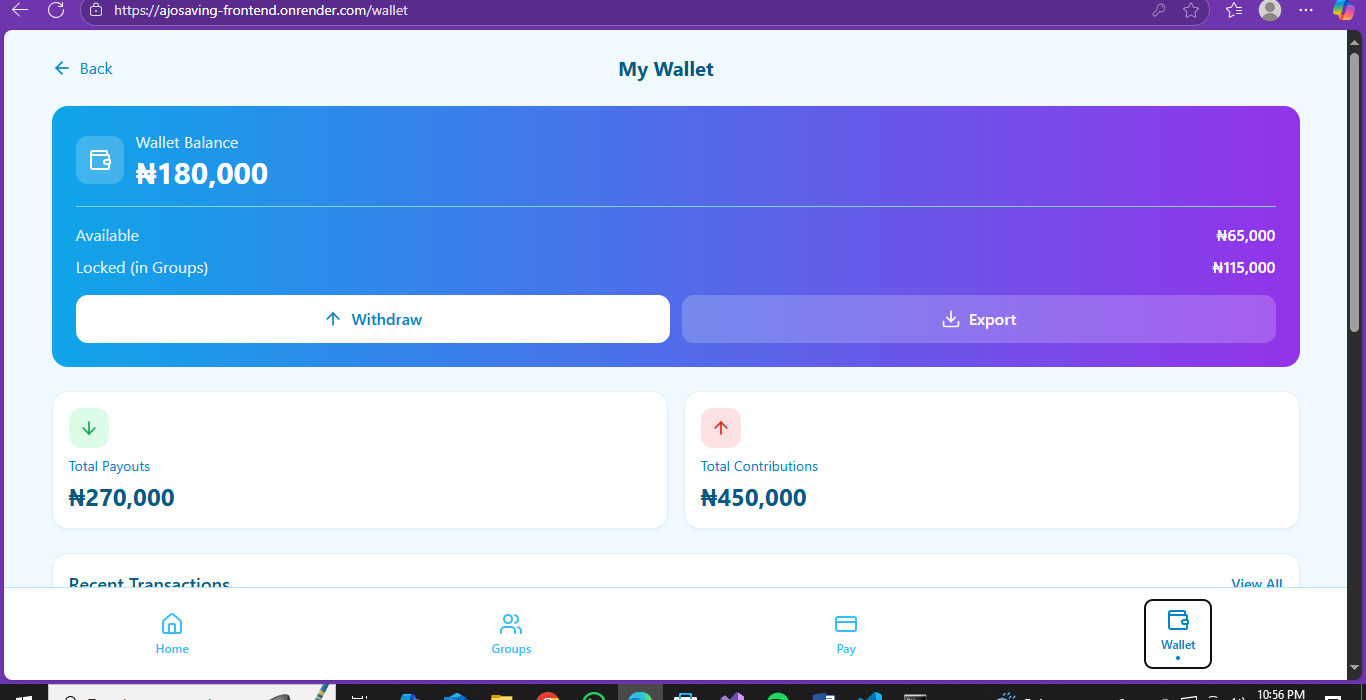 https://ajosaving-frontend.onrender.com/wallet
Back
My Wallet
Wallet Balance
₦180,000
Available
₦65,000
Locked (in Groups)
₦115,000
Withdraw
Export
Total Payouts
₦270,000
Total Contributions
₦450,000
Recent Transactions
View All
Home
Groups
Pay
Wallet
10:56 PM